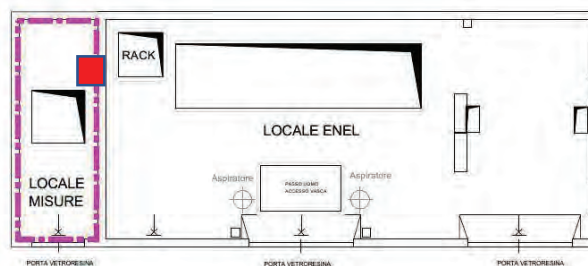 RACK
LOCALE ENEL
LOCALE
MISURE
Aspiratore
Aspiratore
PASSO UOMO
ACCESSO VASCA
PORTA VETRORESINA
PORTA VETRORESINA
PORTA VETRORESINA